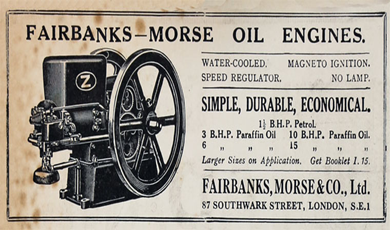 FAIRBANKS-MORSE OIL ENGINES.
Z
WATER-COOLED. MAGNETO IGNITION.
SPEED REGULATOR. NO LAMP.
SIMPLE, DURABLE, ECONOMICAL.
1½ B.H.P. Petrol.
3 B.H.P. Paraffin Oil 10 B.H.P. Paraffin Oil.
6 „ „ „ 15 „ „ „
Larger Sizes on Application. Get Booklet I.15.
FAIRBANKS, MORSE & CO., Ltd.
87 SOUTHWARK STREET, LONDON, S.E.1